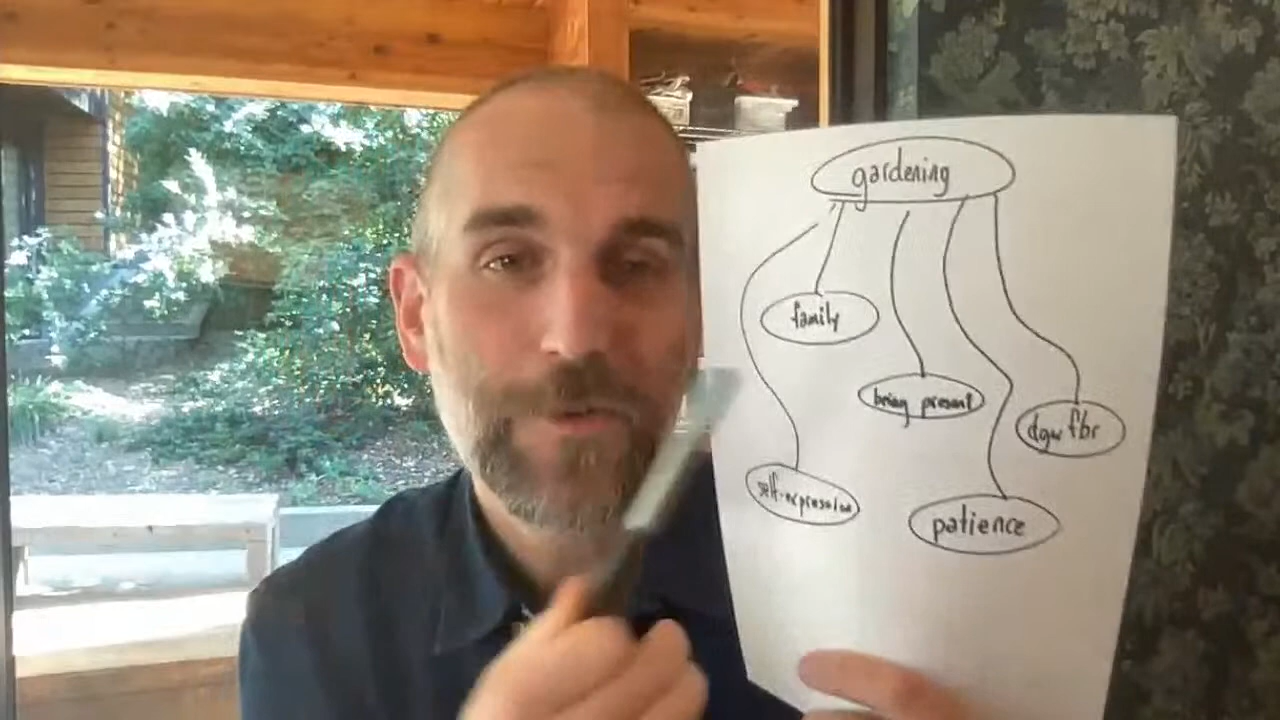 gardening
family
being present
patience
self-expression